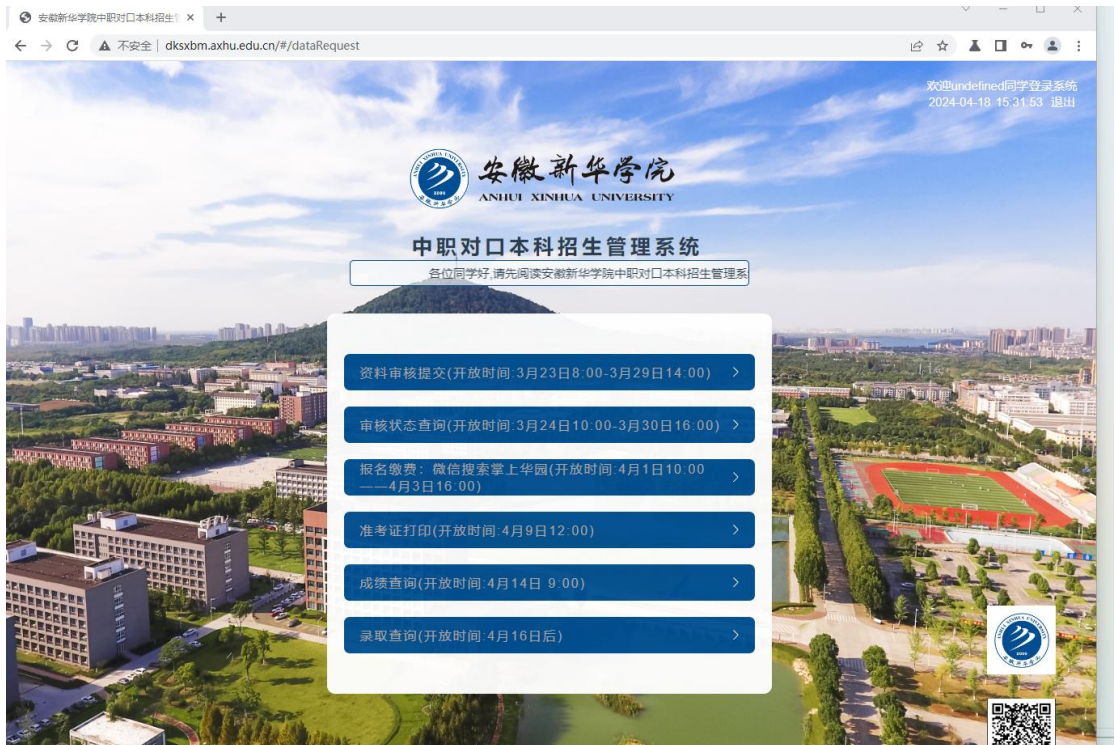 安徽新华学院中职对口本科招生
不安全 dksxbm.axhu.edu.cn/#/dataRequest
欢迎undefined同学登录系统
2024-04-18 15:31:53 退出
安徽新华学院
ANHUI XINHUA UNIVERSITY
中职对口本科招生管理系统
各位同学好,请先阅读安徽新华学院中职对口本科招生管理系
资料审核提交(开放时间:3月23日8:00-3月29日14:00)
审核状态查询(开放时间:3月24日10:00-3月30日16:00)
报名缴费：微信搜索掌上华园(开放时间:4月1日10:00
——4月3日16:00)
准考证打印(开放时间:4月9日12:00)
成绩查询(开放时间:4月14日 9:00)
录取查询(开放时间:4月16日后)